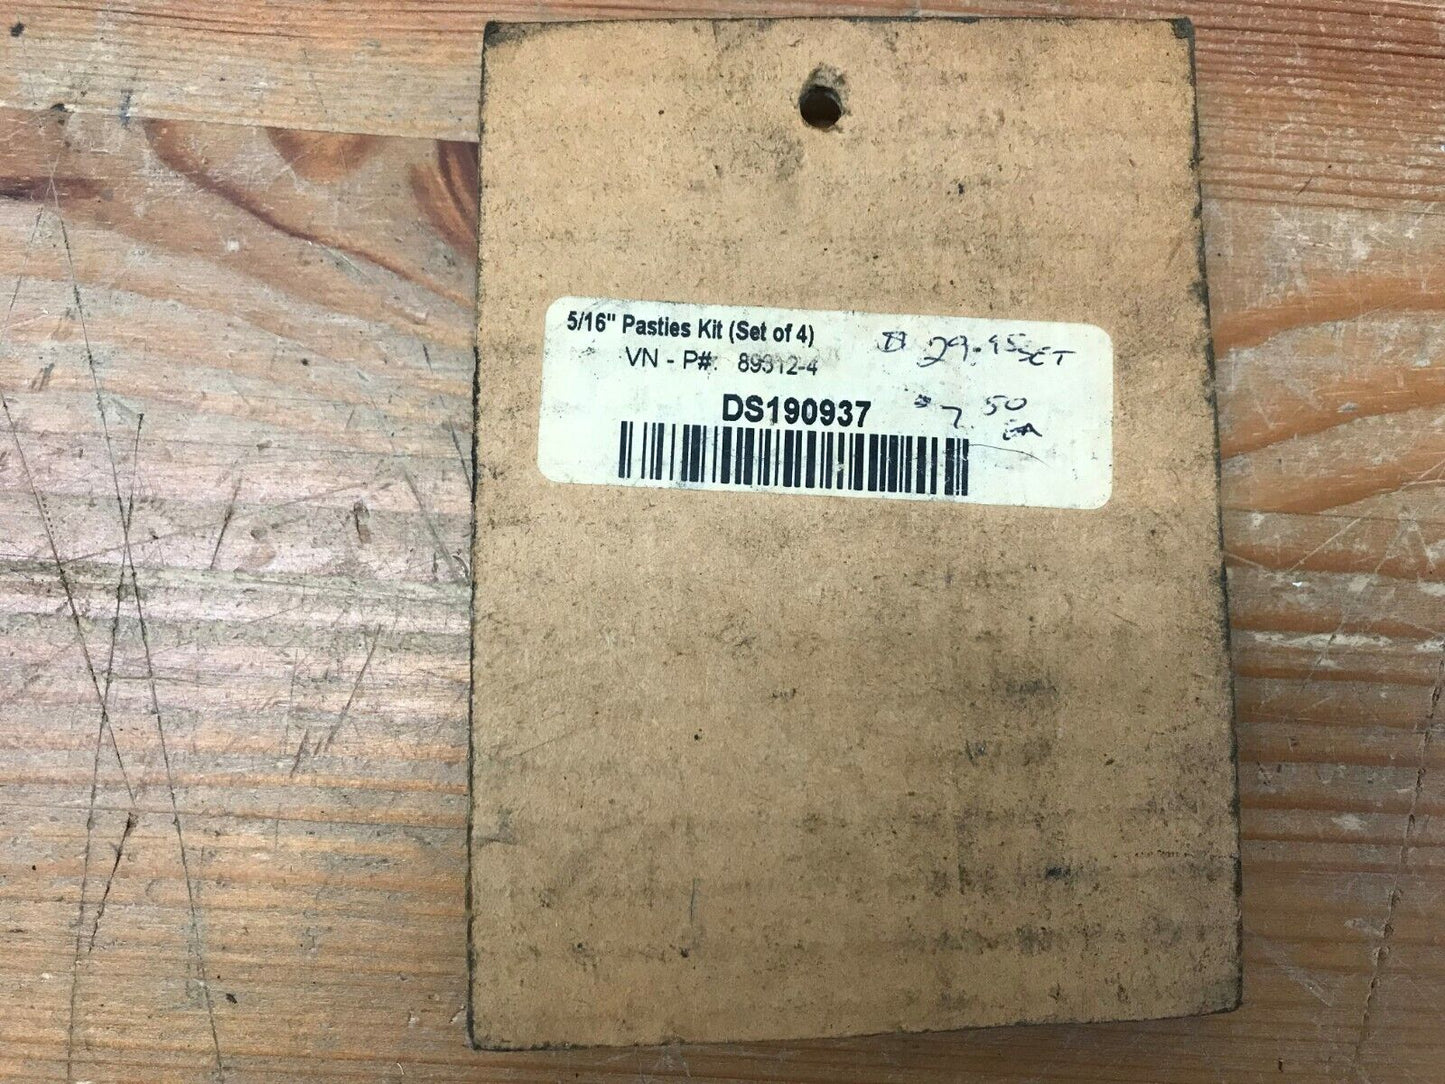 5/16" Pasties Kit (Set of 4)
$ 29.95 SET
VN - P#: 89312-4
DS190937
$7.50
EA